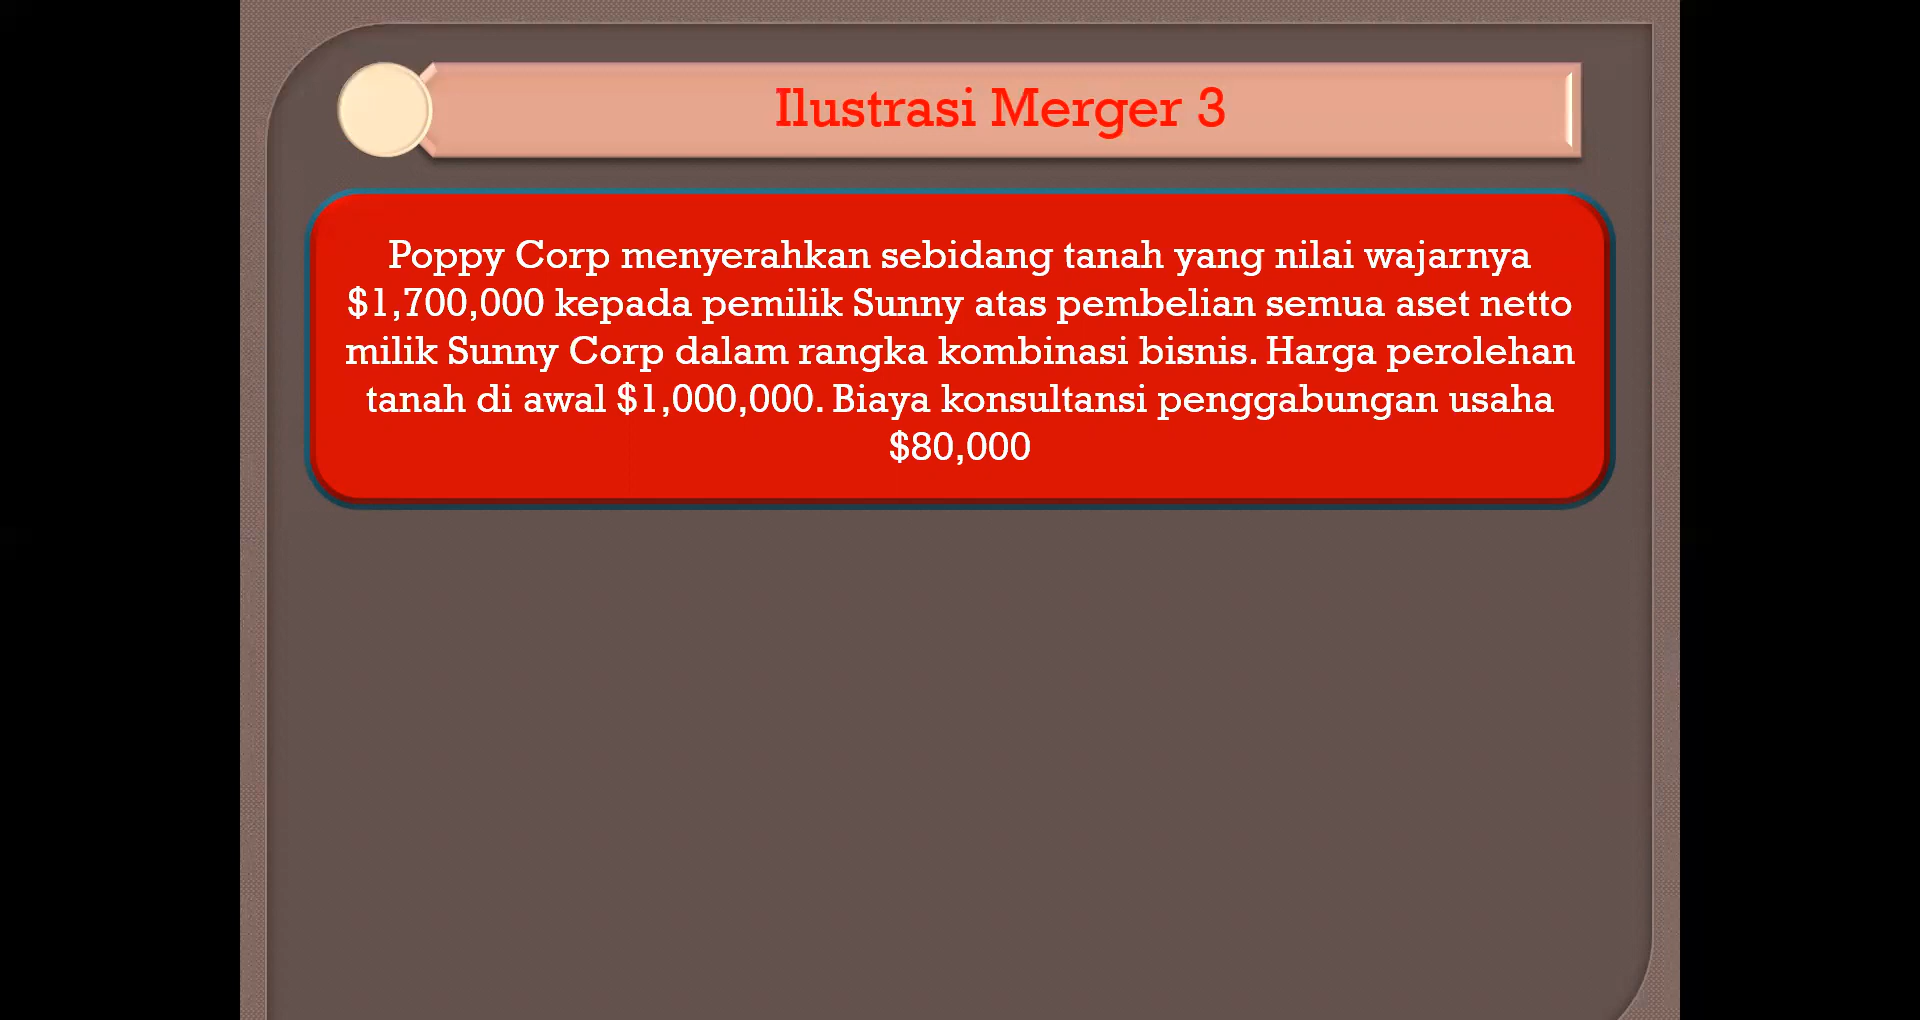 Ilustrasi Merger 3
Poppy Corp menyerahkan sebidang tanah yang nilai wajarnya
$1,700,000 kepada pemilik Sunny atas pembelian semua aset netto
milik Sunny Corp dalam rangka kombinasi bisnis. Harga perolehan
tanah di awal $1,000,000. Biaya konsultansi penggabungan usaha
$80,000